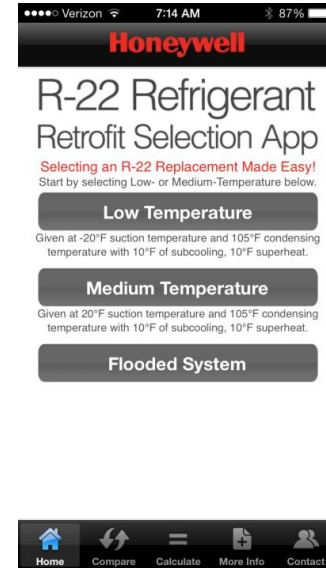 Verizon 7:14 AM 87%
Honeywell
R-22 Refrigerant
Retrofit Selection App
Selecting an R-22 Replacement Made Easy!
Start by selecting Low- or Medium-Temperature below.
Low Temperature
Given at -20°F suction temperature and 105°F condensing
temperature with 10°F of subcooling, 10°F superheat.
Medium Temperature
Given at 20°F suction temperature and 105°F condensing
temperature with 10°F of subcooling, 10°F superheat.
Flooded System
Home Compare Calculate More Info Contact